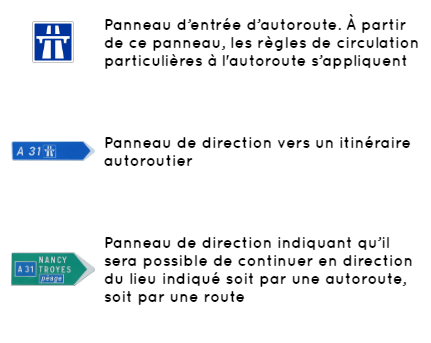 Panneau d'entrée d'autoroute. À partir
de ce panneau, les règles de circulation
particulières à l'autoroute s'appliquent
A 31
Panneau de direction vers un itinéraire
autoroutier
A 31
NANCY
TROYES
péage
Panneau de direction indiquant qu'il
sera possible de continuer en direction
du lieu indiqué soit par une autoroute,
soit par une route